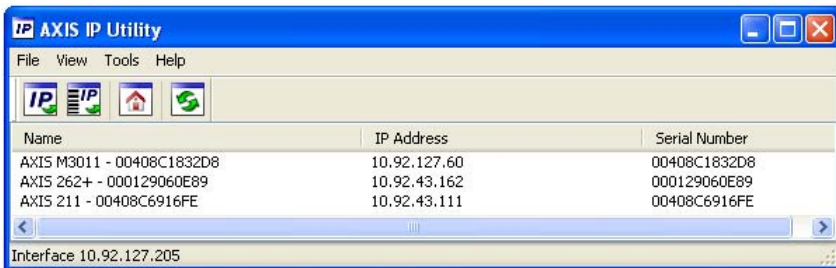 IP AXIS IP Utility
File View Tools Help
IP IP
Name IP Address Serial Number
AXIS M3011 - 00408C1832D8 10.92.127.60 00408C1832D8
AXIS 262+ - 000129060E89 10.92.43.162 000129060E89
AXIS 211 - 00408C6916FE 10.92.43.111 00408C6916FE
Interface 10.92.127.205